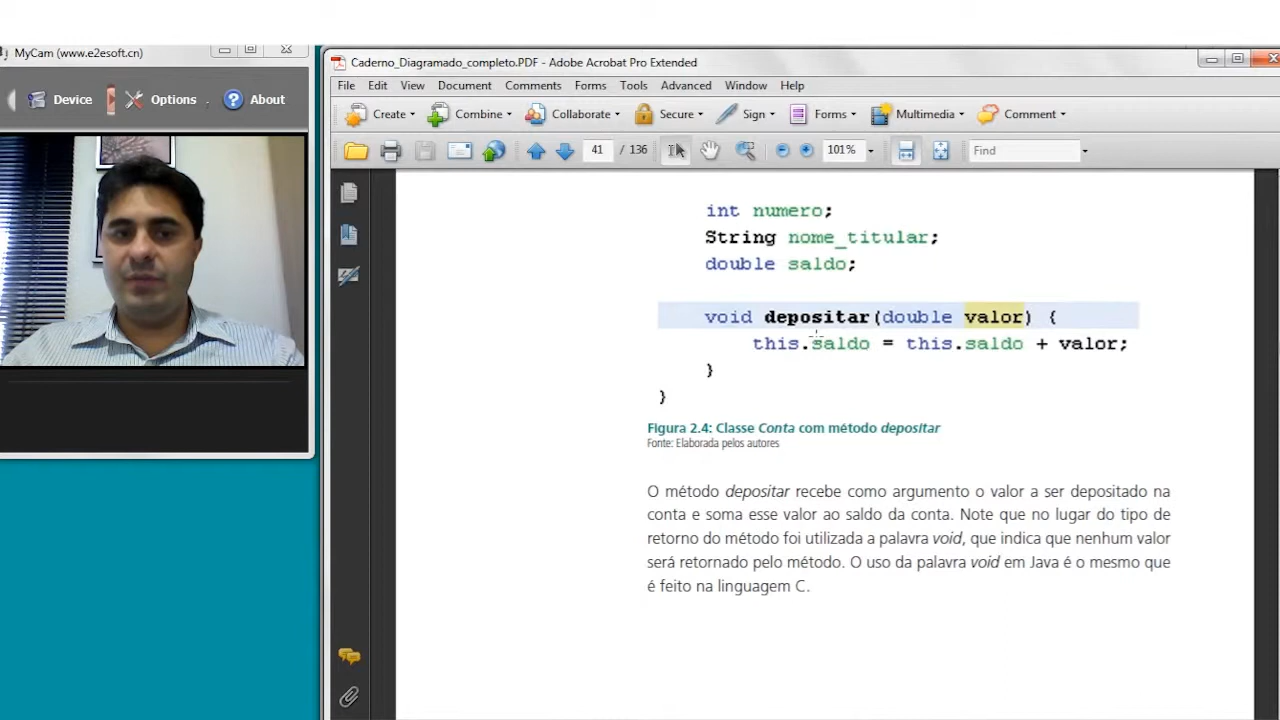 MyCam (www.e2esoft.cn)
Device
Options
About
Caderno_Diagramado_completo.PDF - Adobe Acrobat Pro Extended
File Edit View Document Comments Forms Tools Advanced Window Help
Create Combine Collaborate Secure Sign Forms Multimedia Comment
41 / 136 101% Find
int numero;
String nome_titular;
double saldo;
void depositar(double valor) {
this.saldo = this.saldo + valor;
}
}
Figura 2.4: Classe Conta com método depositar
Fonte: Elaborada pelos autores
O método depositar recebe como argumento o valor a ser depositado na
conta e soma esse valor ao saldo da conta. Note que no lugar do tipo de
retorno do método foi utilizada a palavra void, que indica que nenhum valor
será retornado pelo método. O uso da palavra void em Java é o mesmo que
é feito na linguagem C.